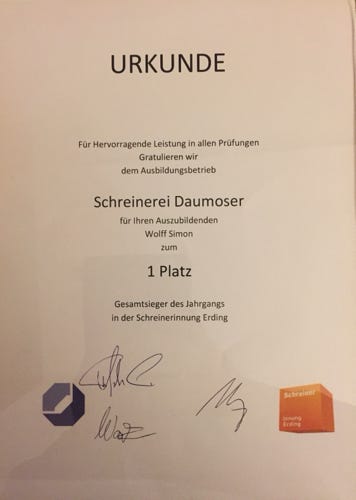 URKUNDE
Für Hervorragende Leistung in allen Prüfungen
Gratulieren wir
dem Ausbildungsbetrieb
Schreinerei Daumoser
für Ihren Auszubildenden
Wolff Simon
zum
1 Platz
Gesamtsieger des Jahrgangs
in der Schreinerinnung Erding
Schreiner
Innung
Erding